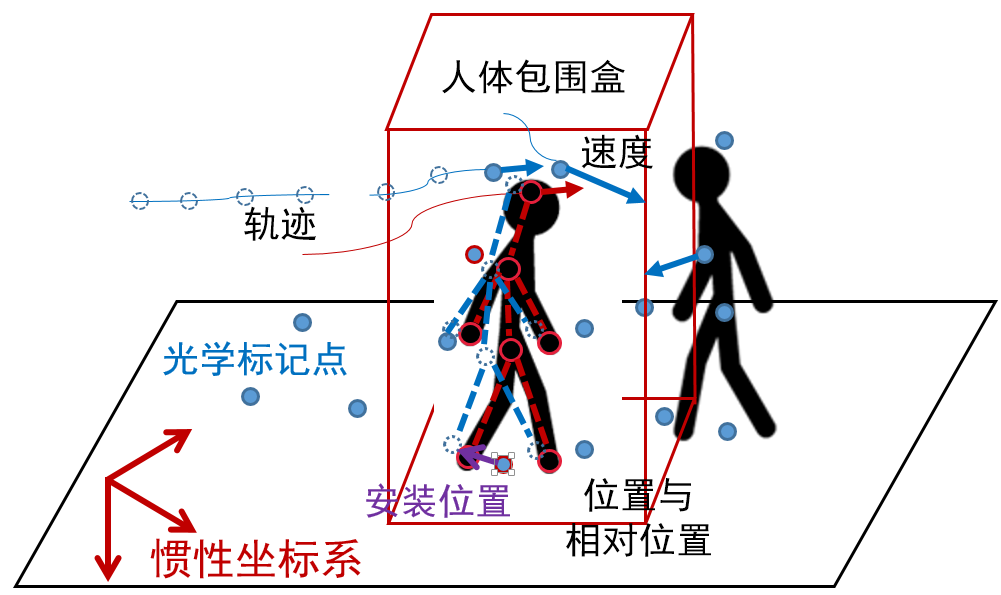 人体包围盒
速度
轨迹
光学标记点
安装位置
位置与
相对位置
惯性坐标系